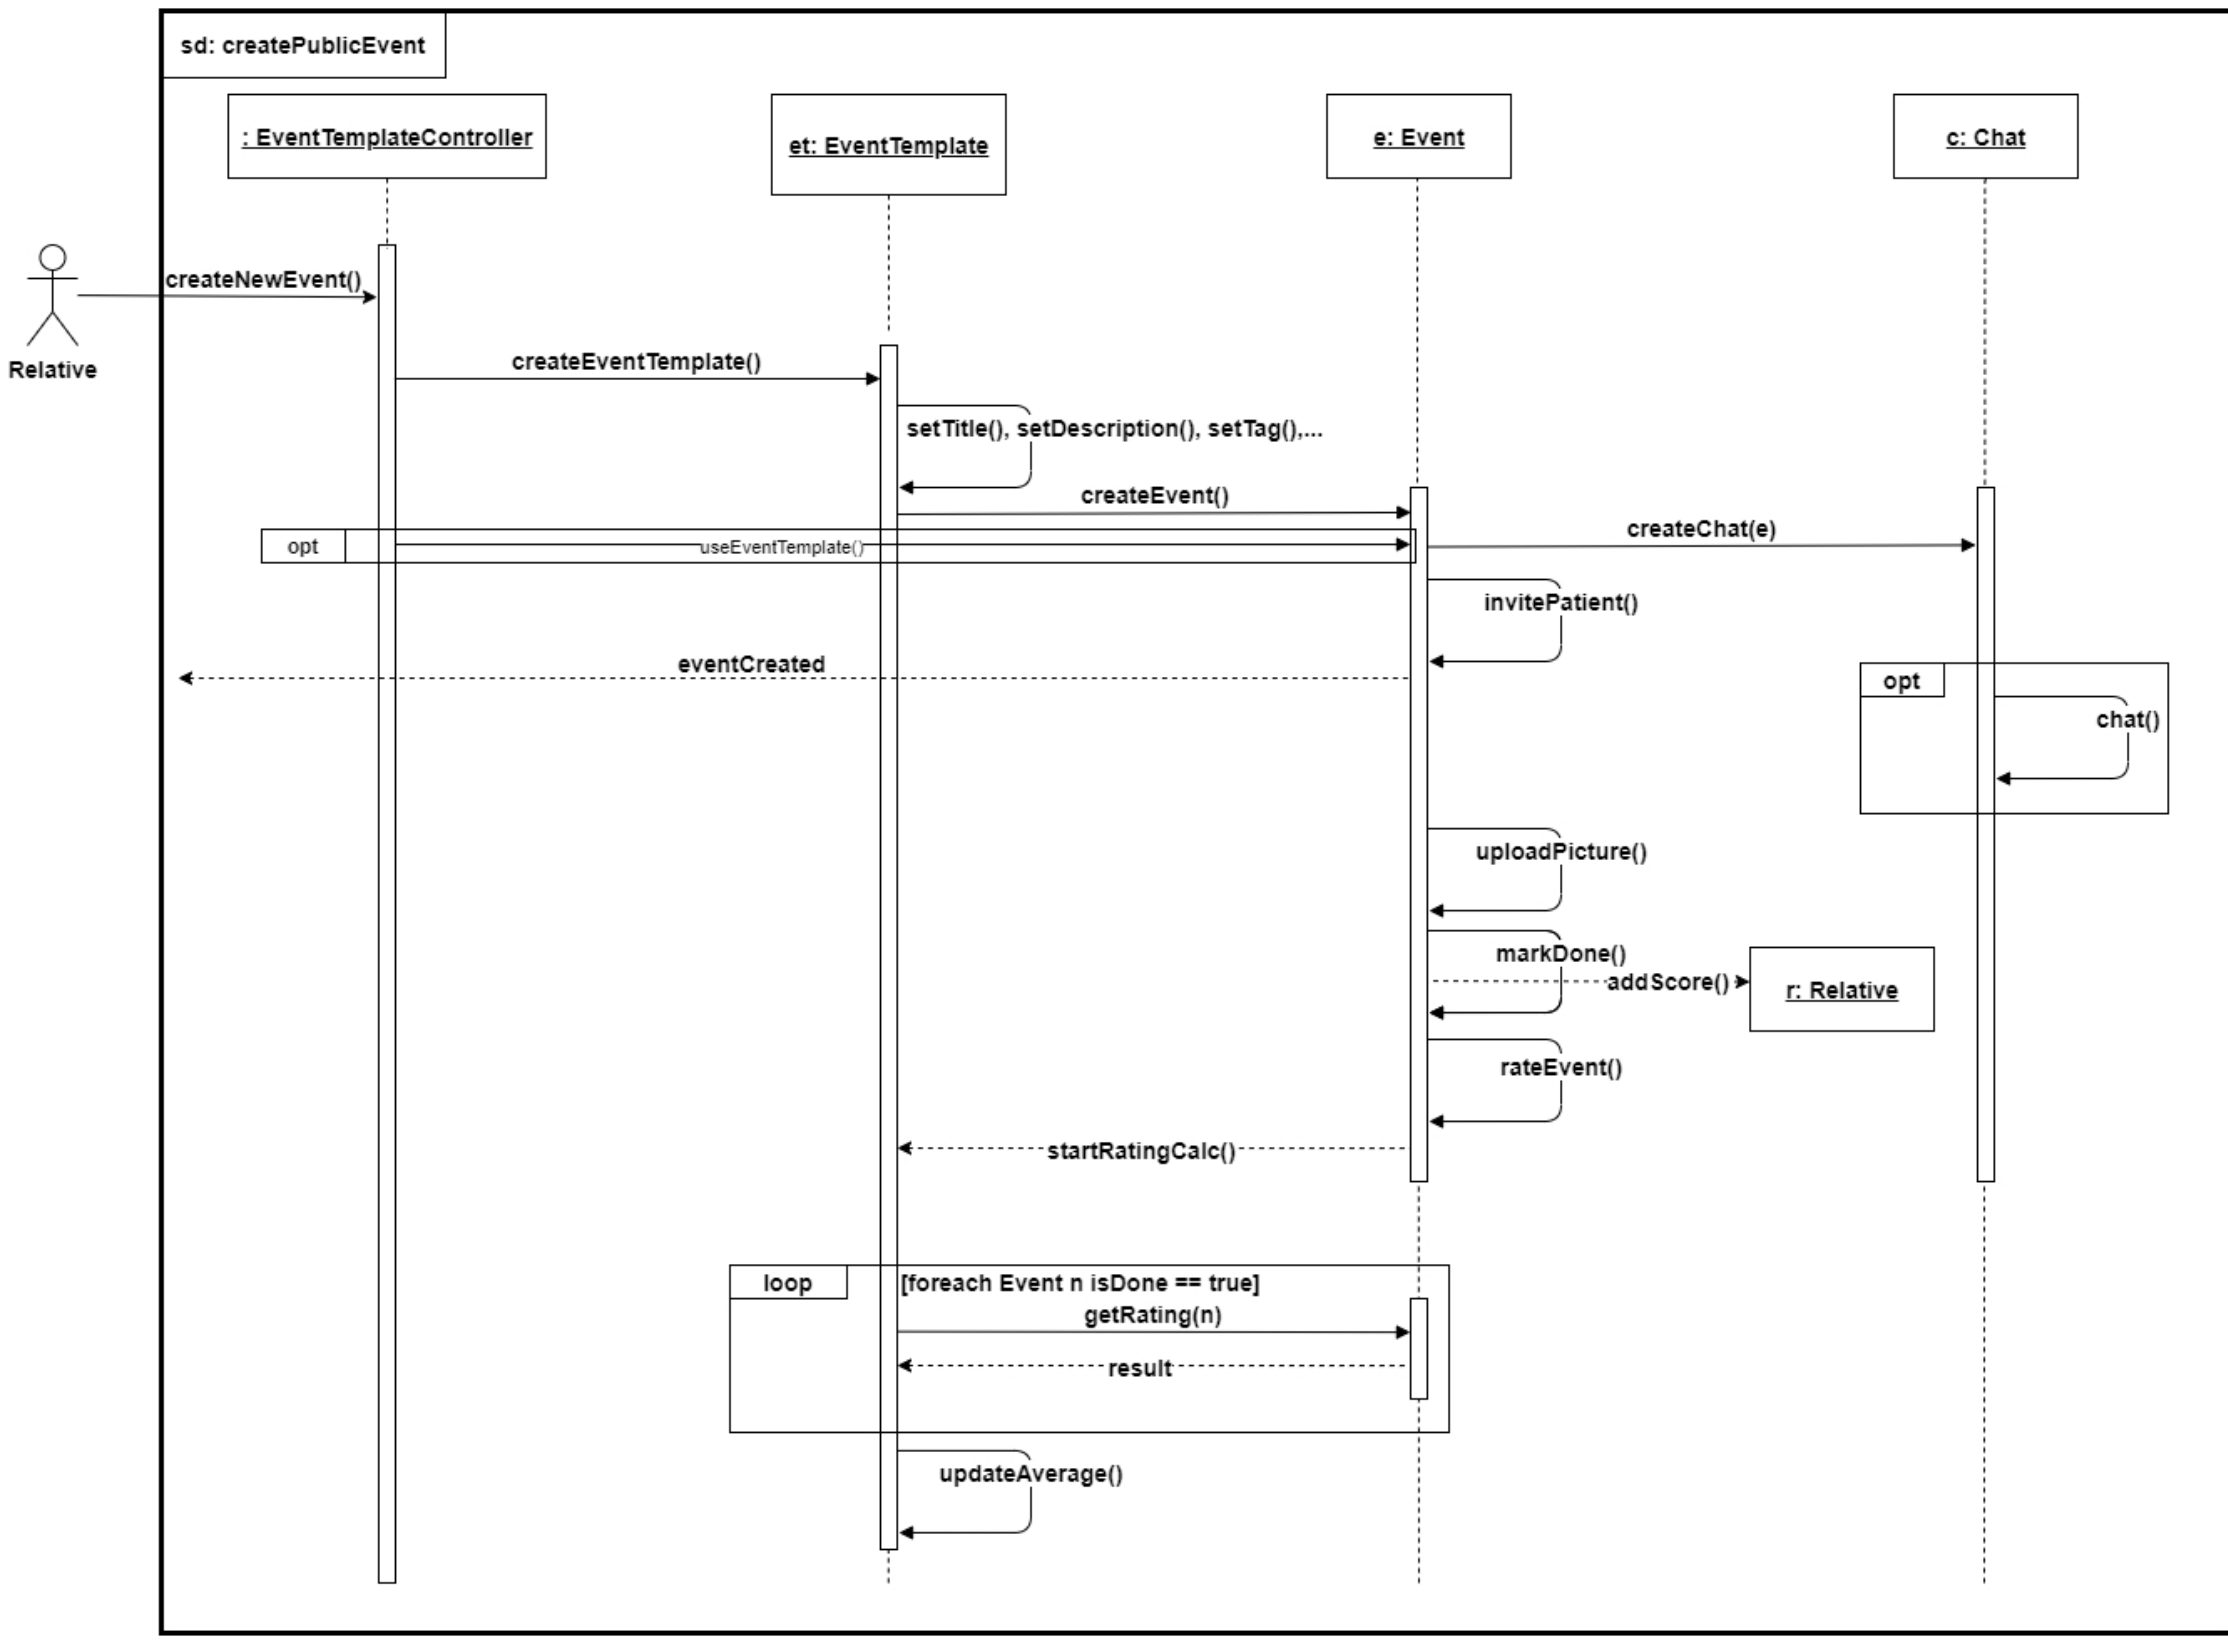 sd: createPublicEvent
: EventTemplateController
et: EventTemplate
e: Event
c: Chat
createNewEvent()
Relative
createEventTemplate()
setTitle(), setDescription(), setTag(),...
createEvent()
opt
useEventTemplate()
createChat(e)
invitePatient()
eventCreated
opt
chat()
uploadPicture()
markDone()
addScore()
r: Relative
rateEvent()
startRatingCalc()
loop
[foreach Event n isDone == true]
getRating(n)
result
updateAverage()